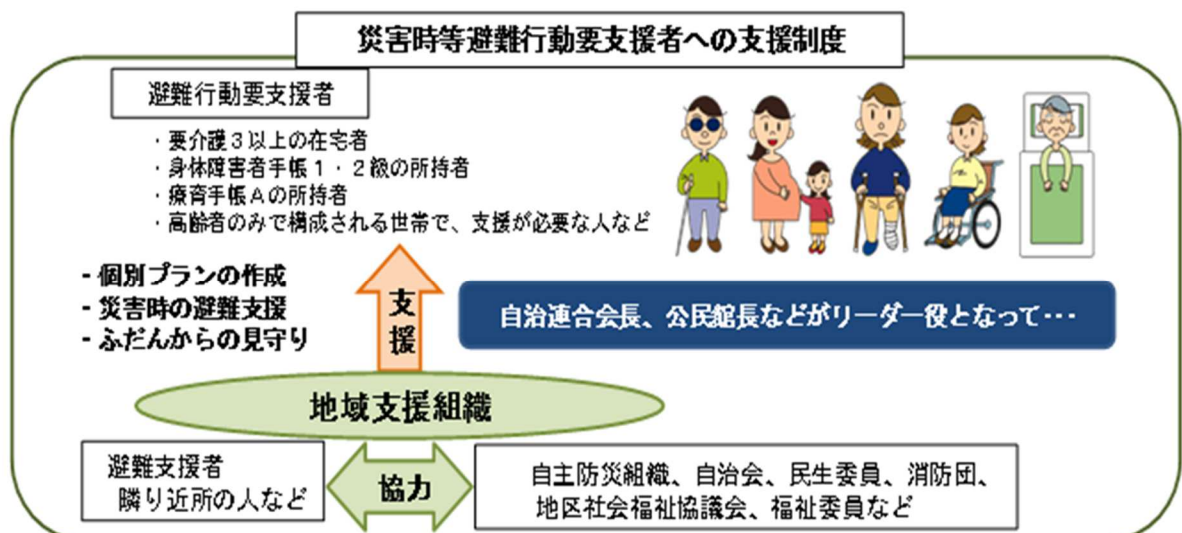 災害時等避難行動要支援者への支援制度
避難行動要支援者
・要介護３以上の在宅者
・身体障害者手帳１・２級の所持者
・療育手帳Ａの所持者
・高齢者のみで構成される世帯で、支援が必要な人など
- 個別プランの作成
- 災害時の避難支援
- ふだんからの見守り
支援
自治連合会長、公民館長などがリーダー役となって･･･
地域支援組織
避難支援者
隣り近所の人など
協力
自主防災組織、自治会、民生委員、消防団、
地区社会福祉協議会、福祉委員など